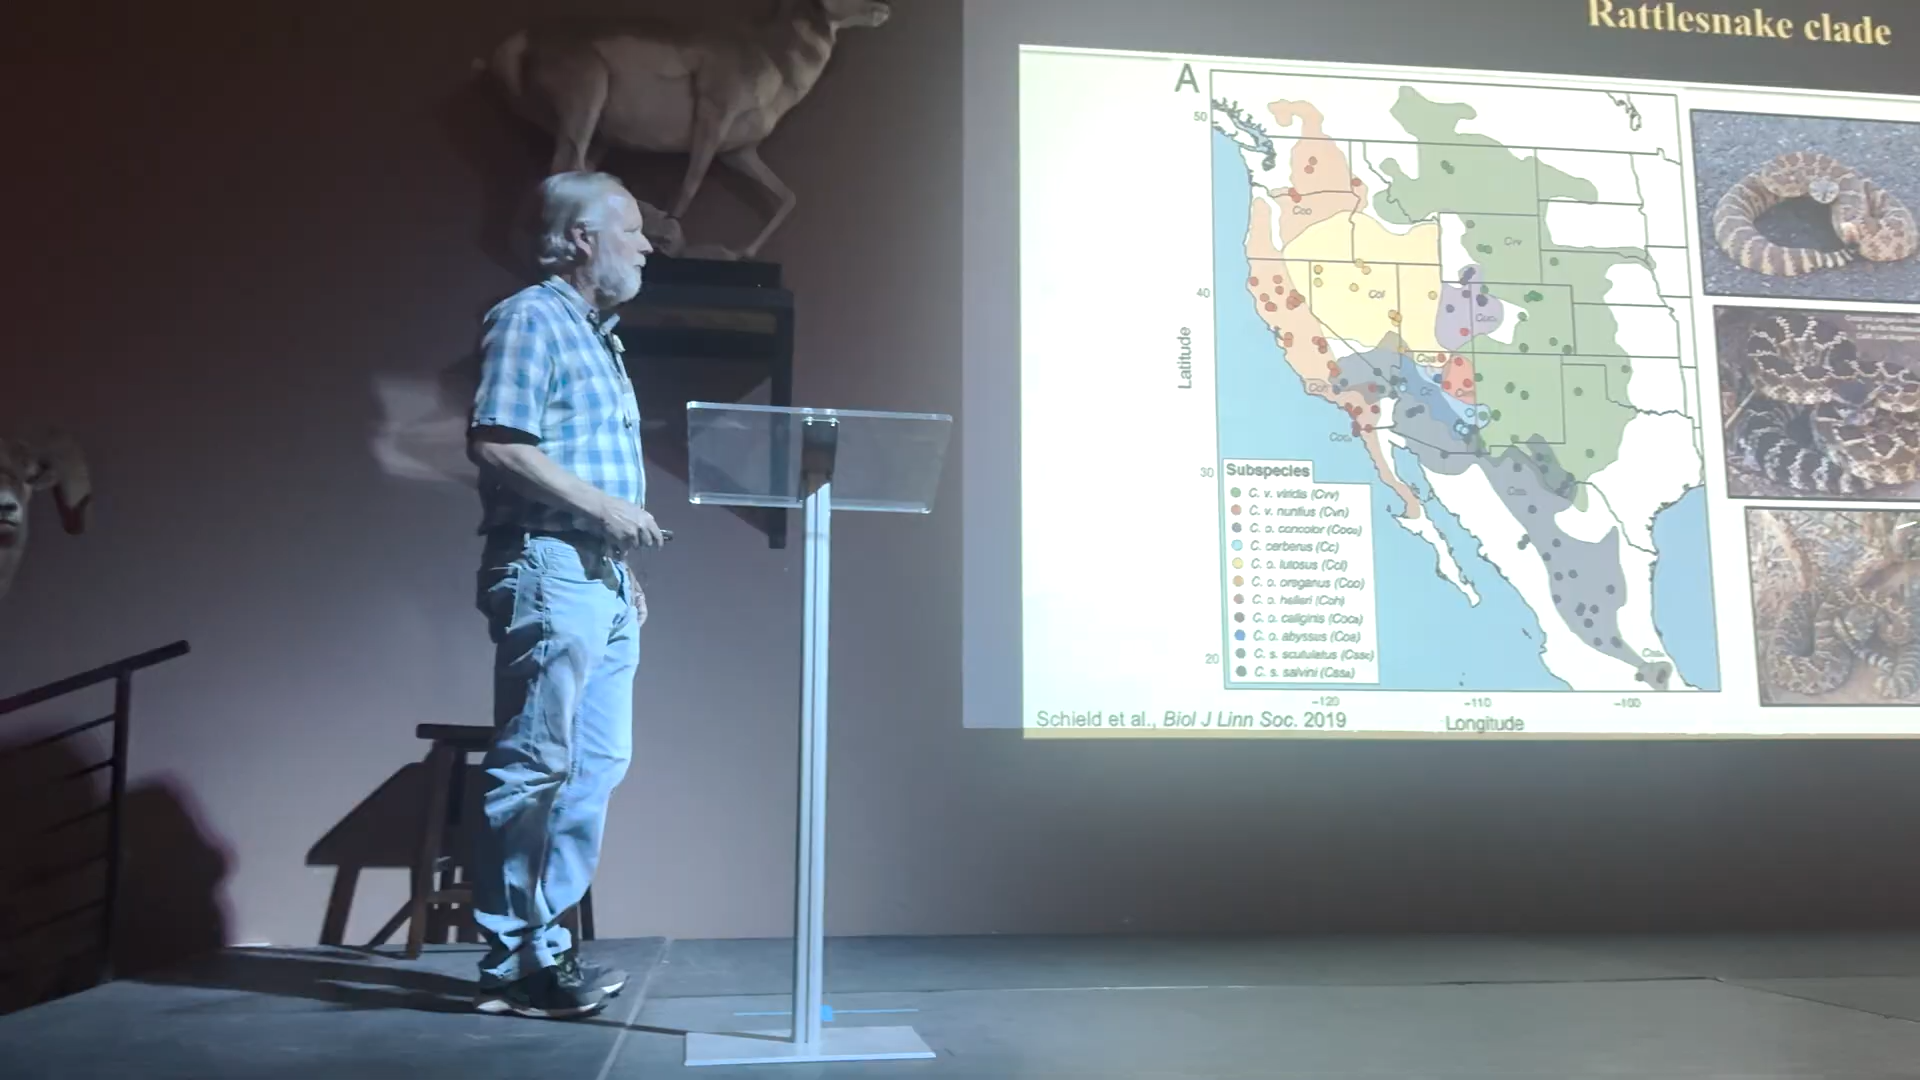 Rattlesnake clade
A
50
40
30
20
Latitude
Coo
Cvv
Col
Subspecies
C. v. viridis (Cvv)
C. v. nuntius (Cvn)
C. o. concolor (Coco)
C. cerberus (Cc)
C. o. lutosus (Col)
C. o. oreganus (Coo)
C. o. helleri (Coh)
C. o. caliginis (Coca)
C. o. abyssus (Coa)
C. s. scutulatus (Cssc)
C. s. salvini (Cssa)
-120
-110
-100
Longitude
Schield et al., Biol J Linn Soc. 2019